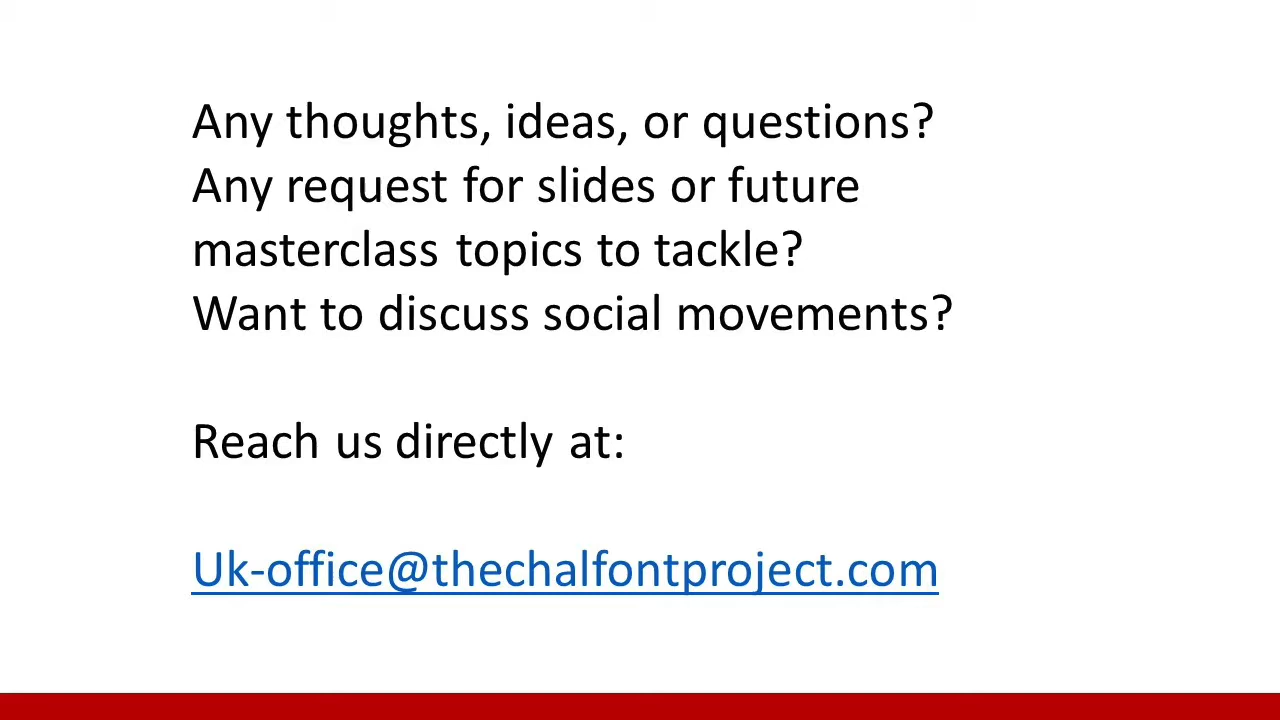 Any thoughts, ideas, or questions?
Any request for slides or future
masterclass topics to tackle?
Want to discuss social movements?
Reach us directly at:
Uk-office@thechalfontproject.com